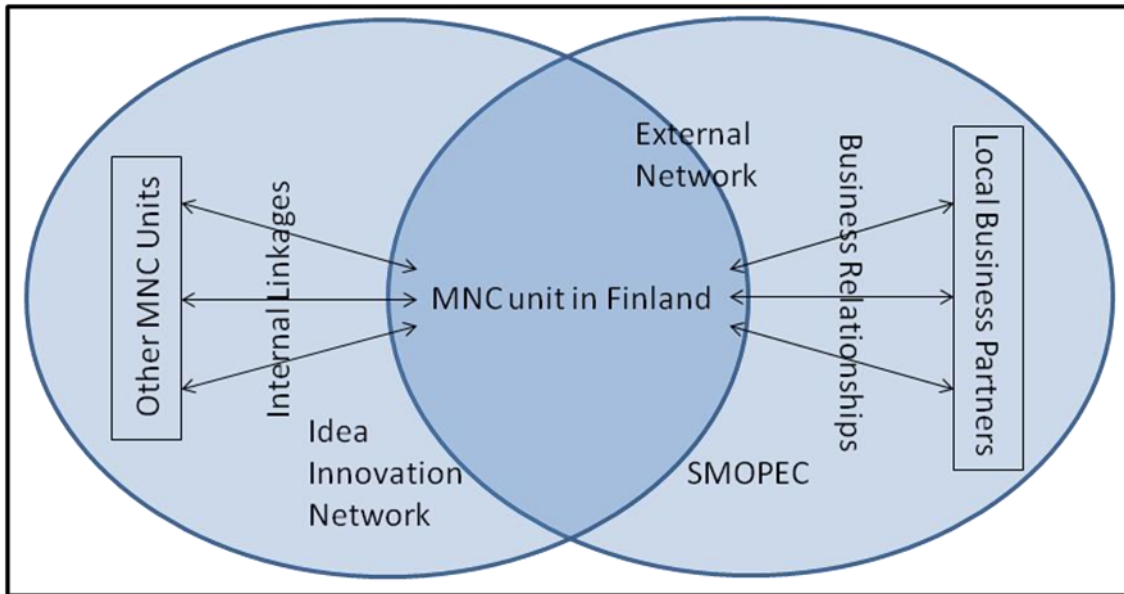 Other MNC Units
Internal Linkages
Idea
Innovation
Network
MNC unit in Finland
External
Network
SMOPEC
Business Relationships
Local Business Partners